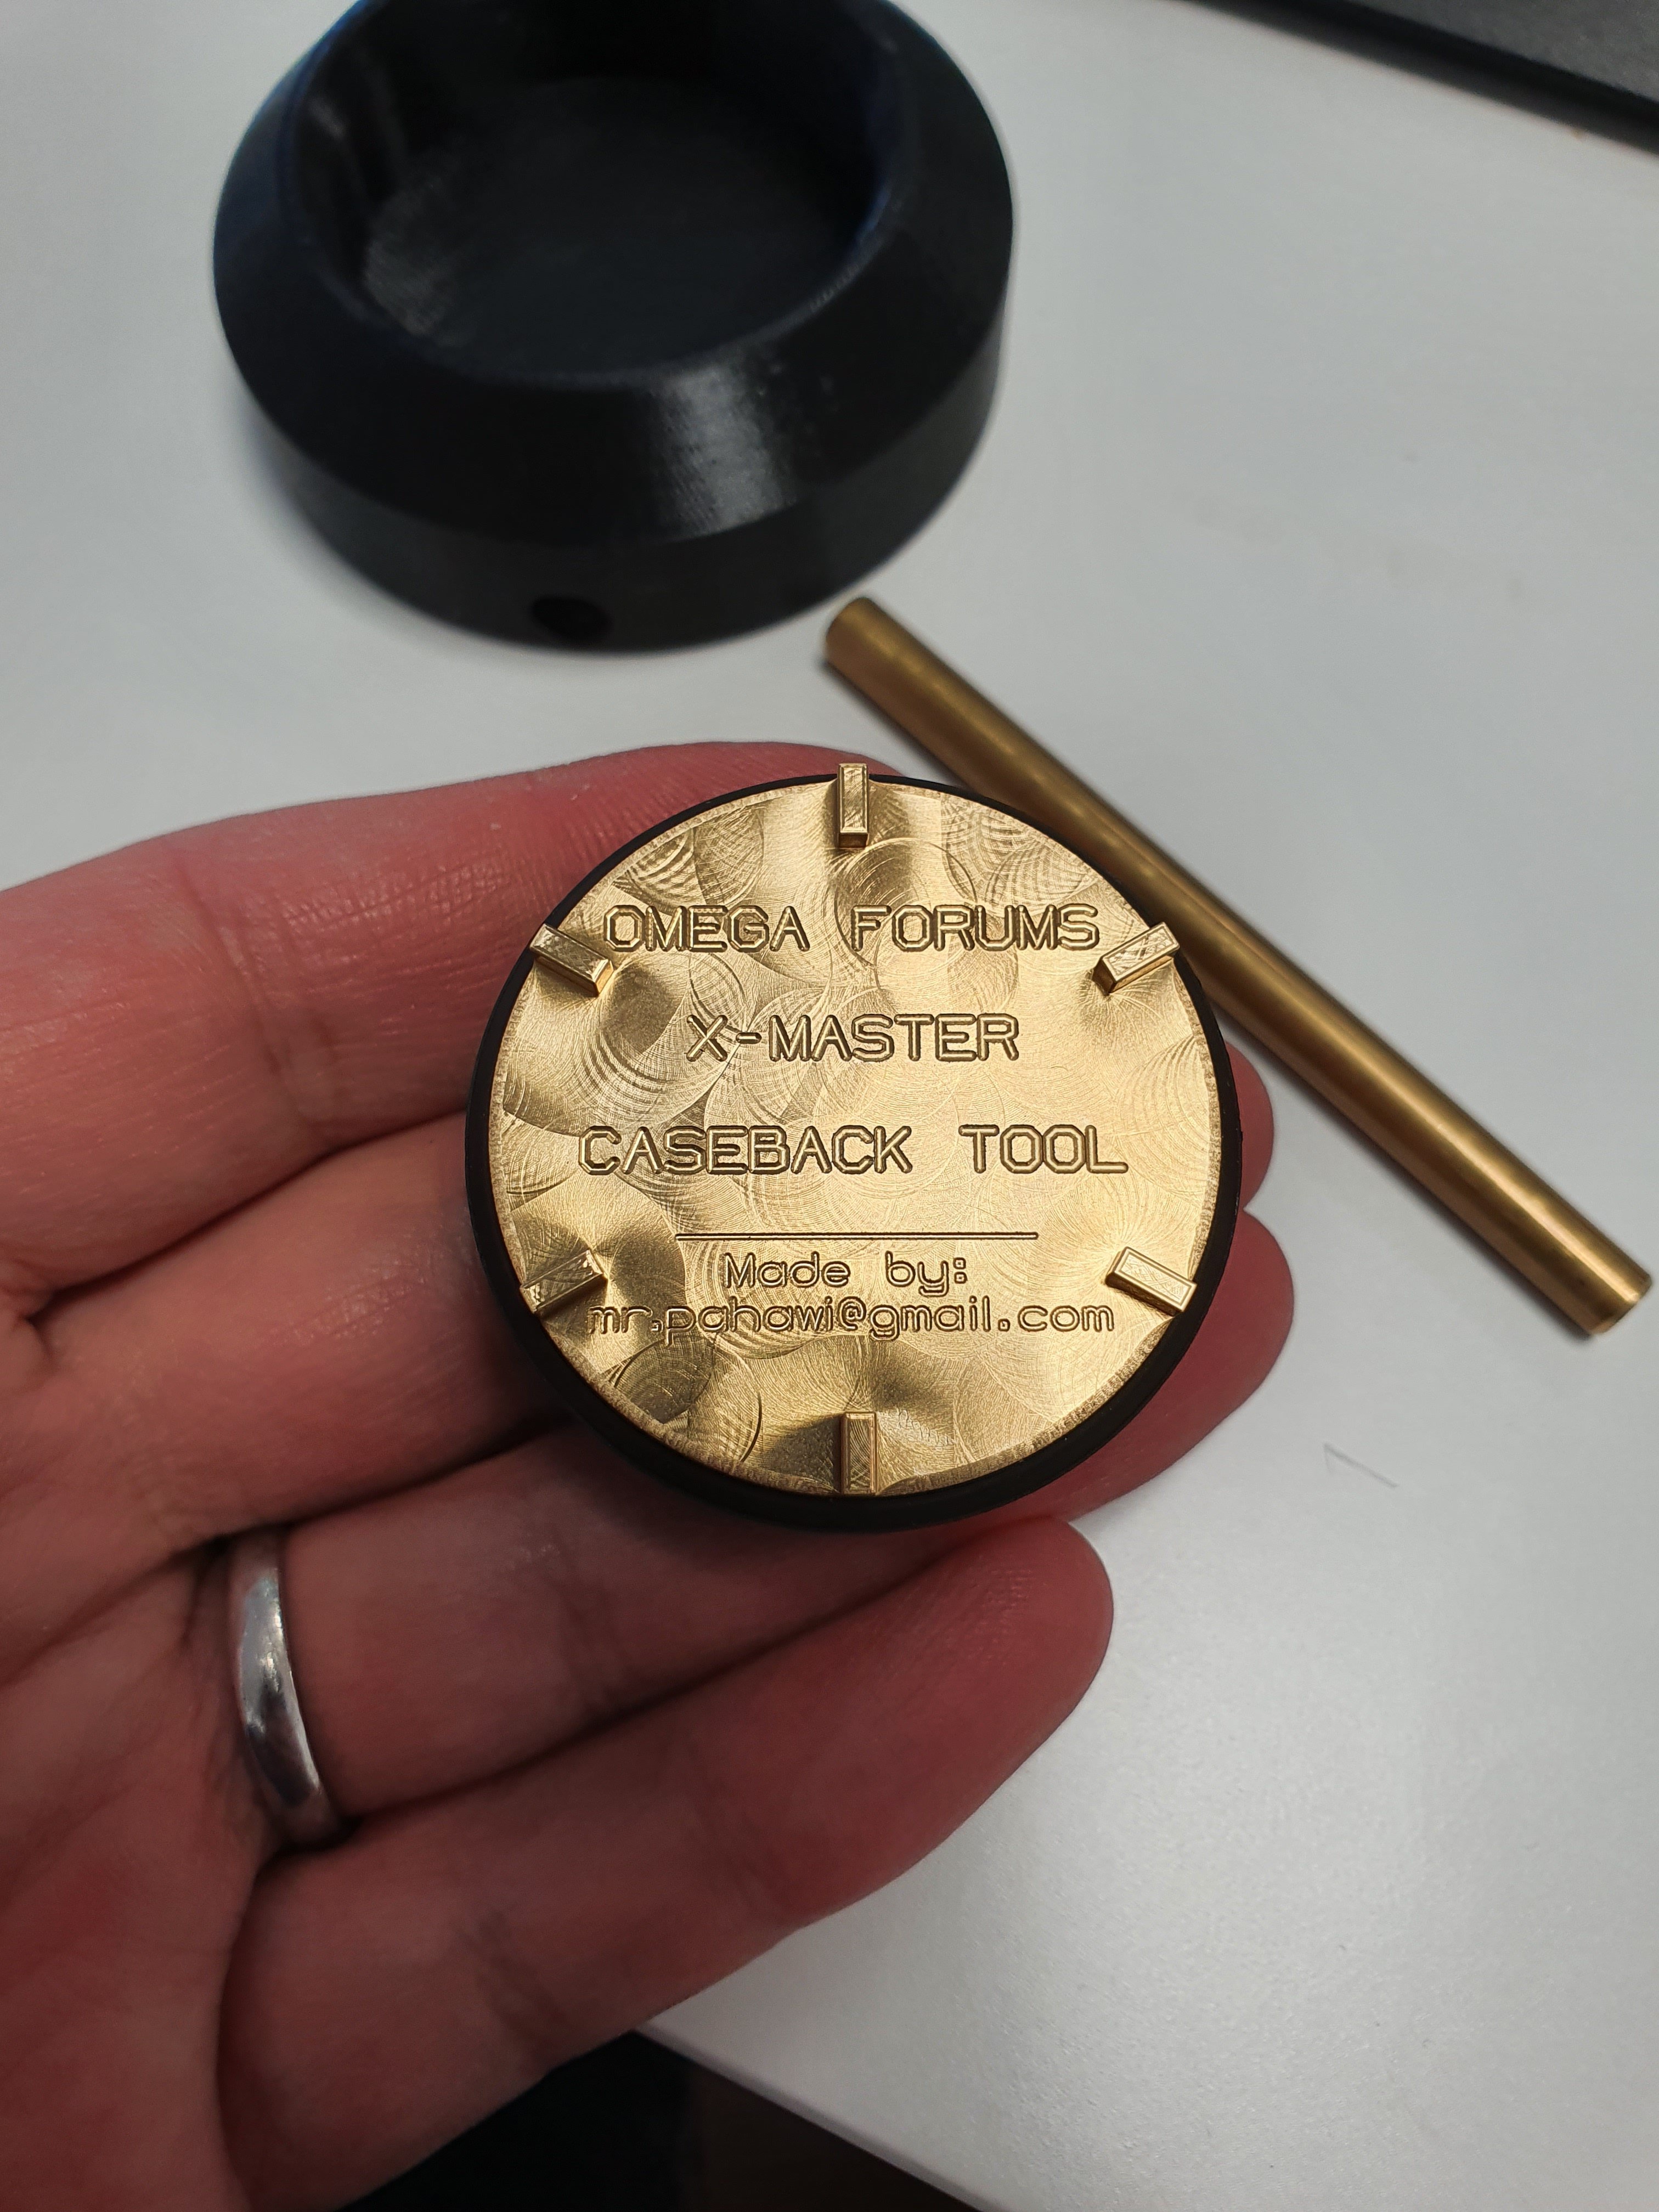 OMEGA FORUMS
X-MASTER
CASEBACK TOOL
Made by:
mr.pahawi@gmail.com